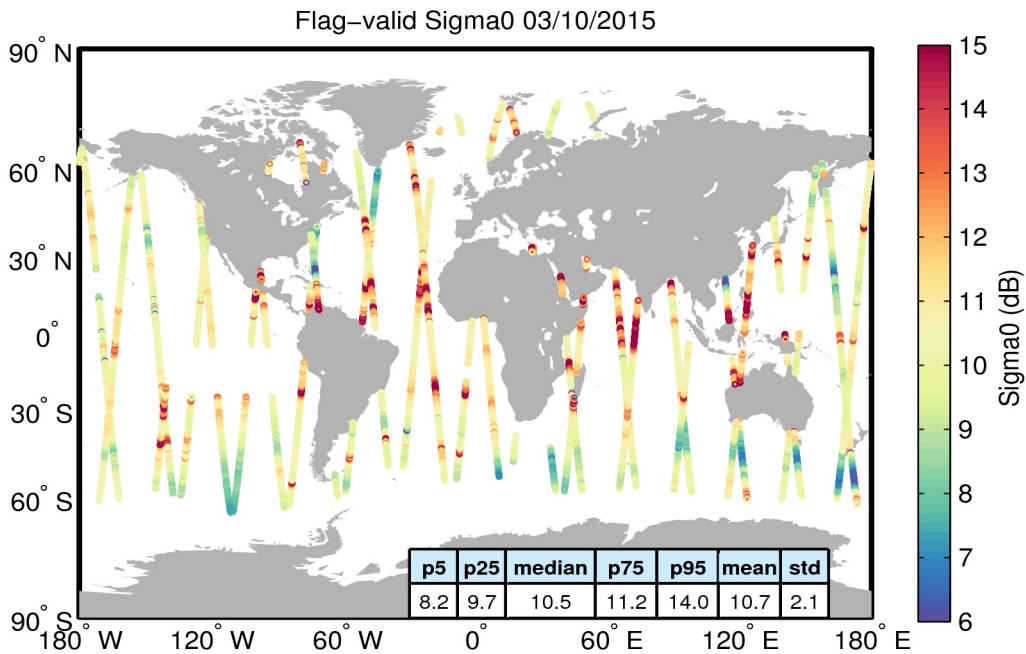 Flag−valid Sigma0 03/10/2015
90° N
60° N
30° N
0°
30° S
60° S
90° S
180° W
120° W
60° W
0°
60° E
120° E
180° E
15
14
13
12
11
10
9
8
7
6
Sigma0 (dB)
p5 p25 median p75 p95 mean std
8.2 9.7 10.5 11.2 14.0 10.7 2.1